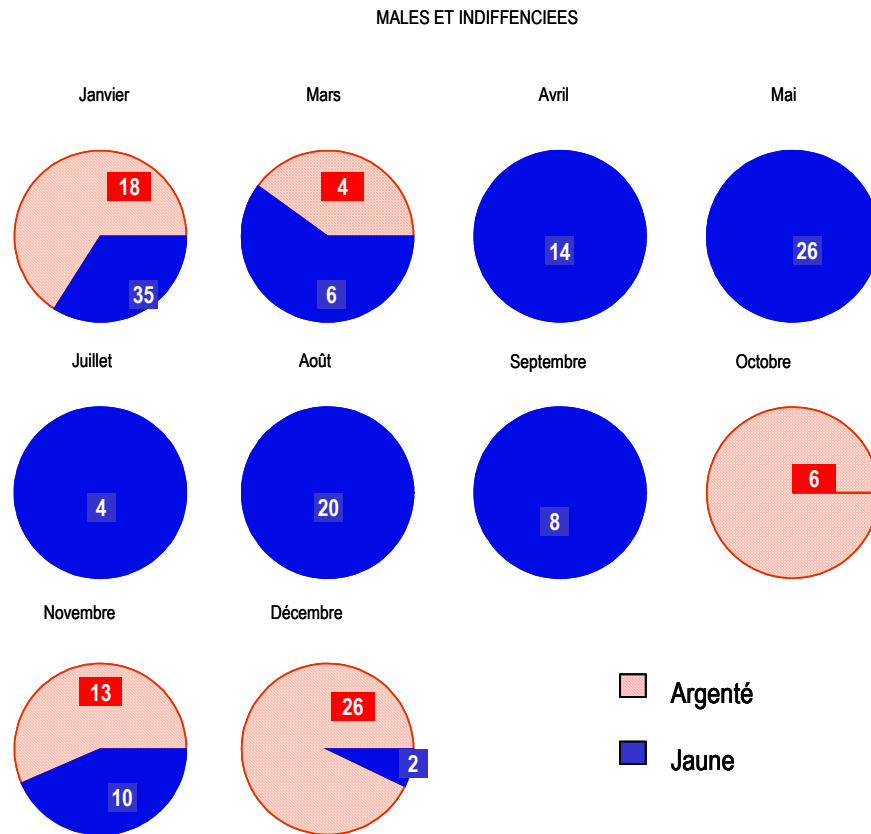 MALES ET INDIFFENCIEES
Janvier Mars Avril Mai
18 4
14 26
35 6
Juillet Août Septembre Octobre
6
4 20 8
Novembre Décembre
13 26
Argenté
2 Jaune
10